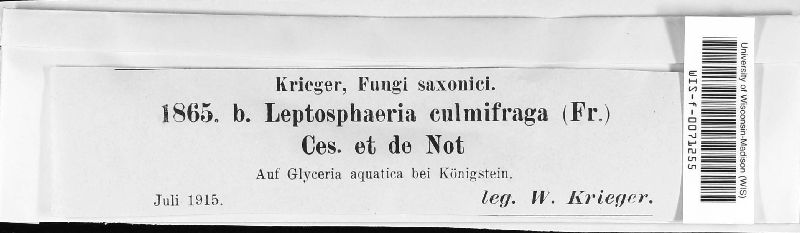 Krieger, Fungi saxonici.
1865. b. Leptosphaeria culmifraga (Fr.)
Ces. et de Not
Auf Glyceria aquatica bei Königstein.
Juli 1915. leg. W. Krieger.
University of Wisconsin-Madison (WIS)
WIS-f-0071255